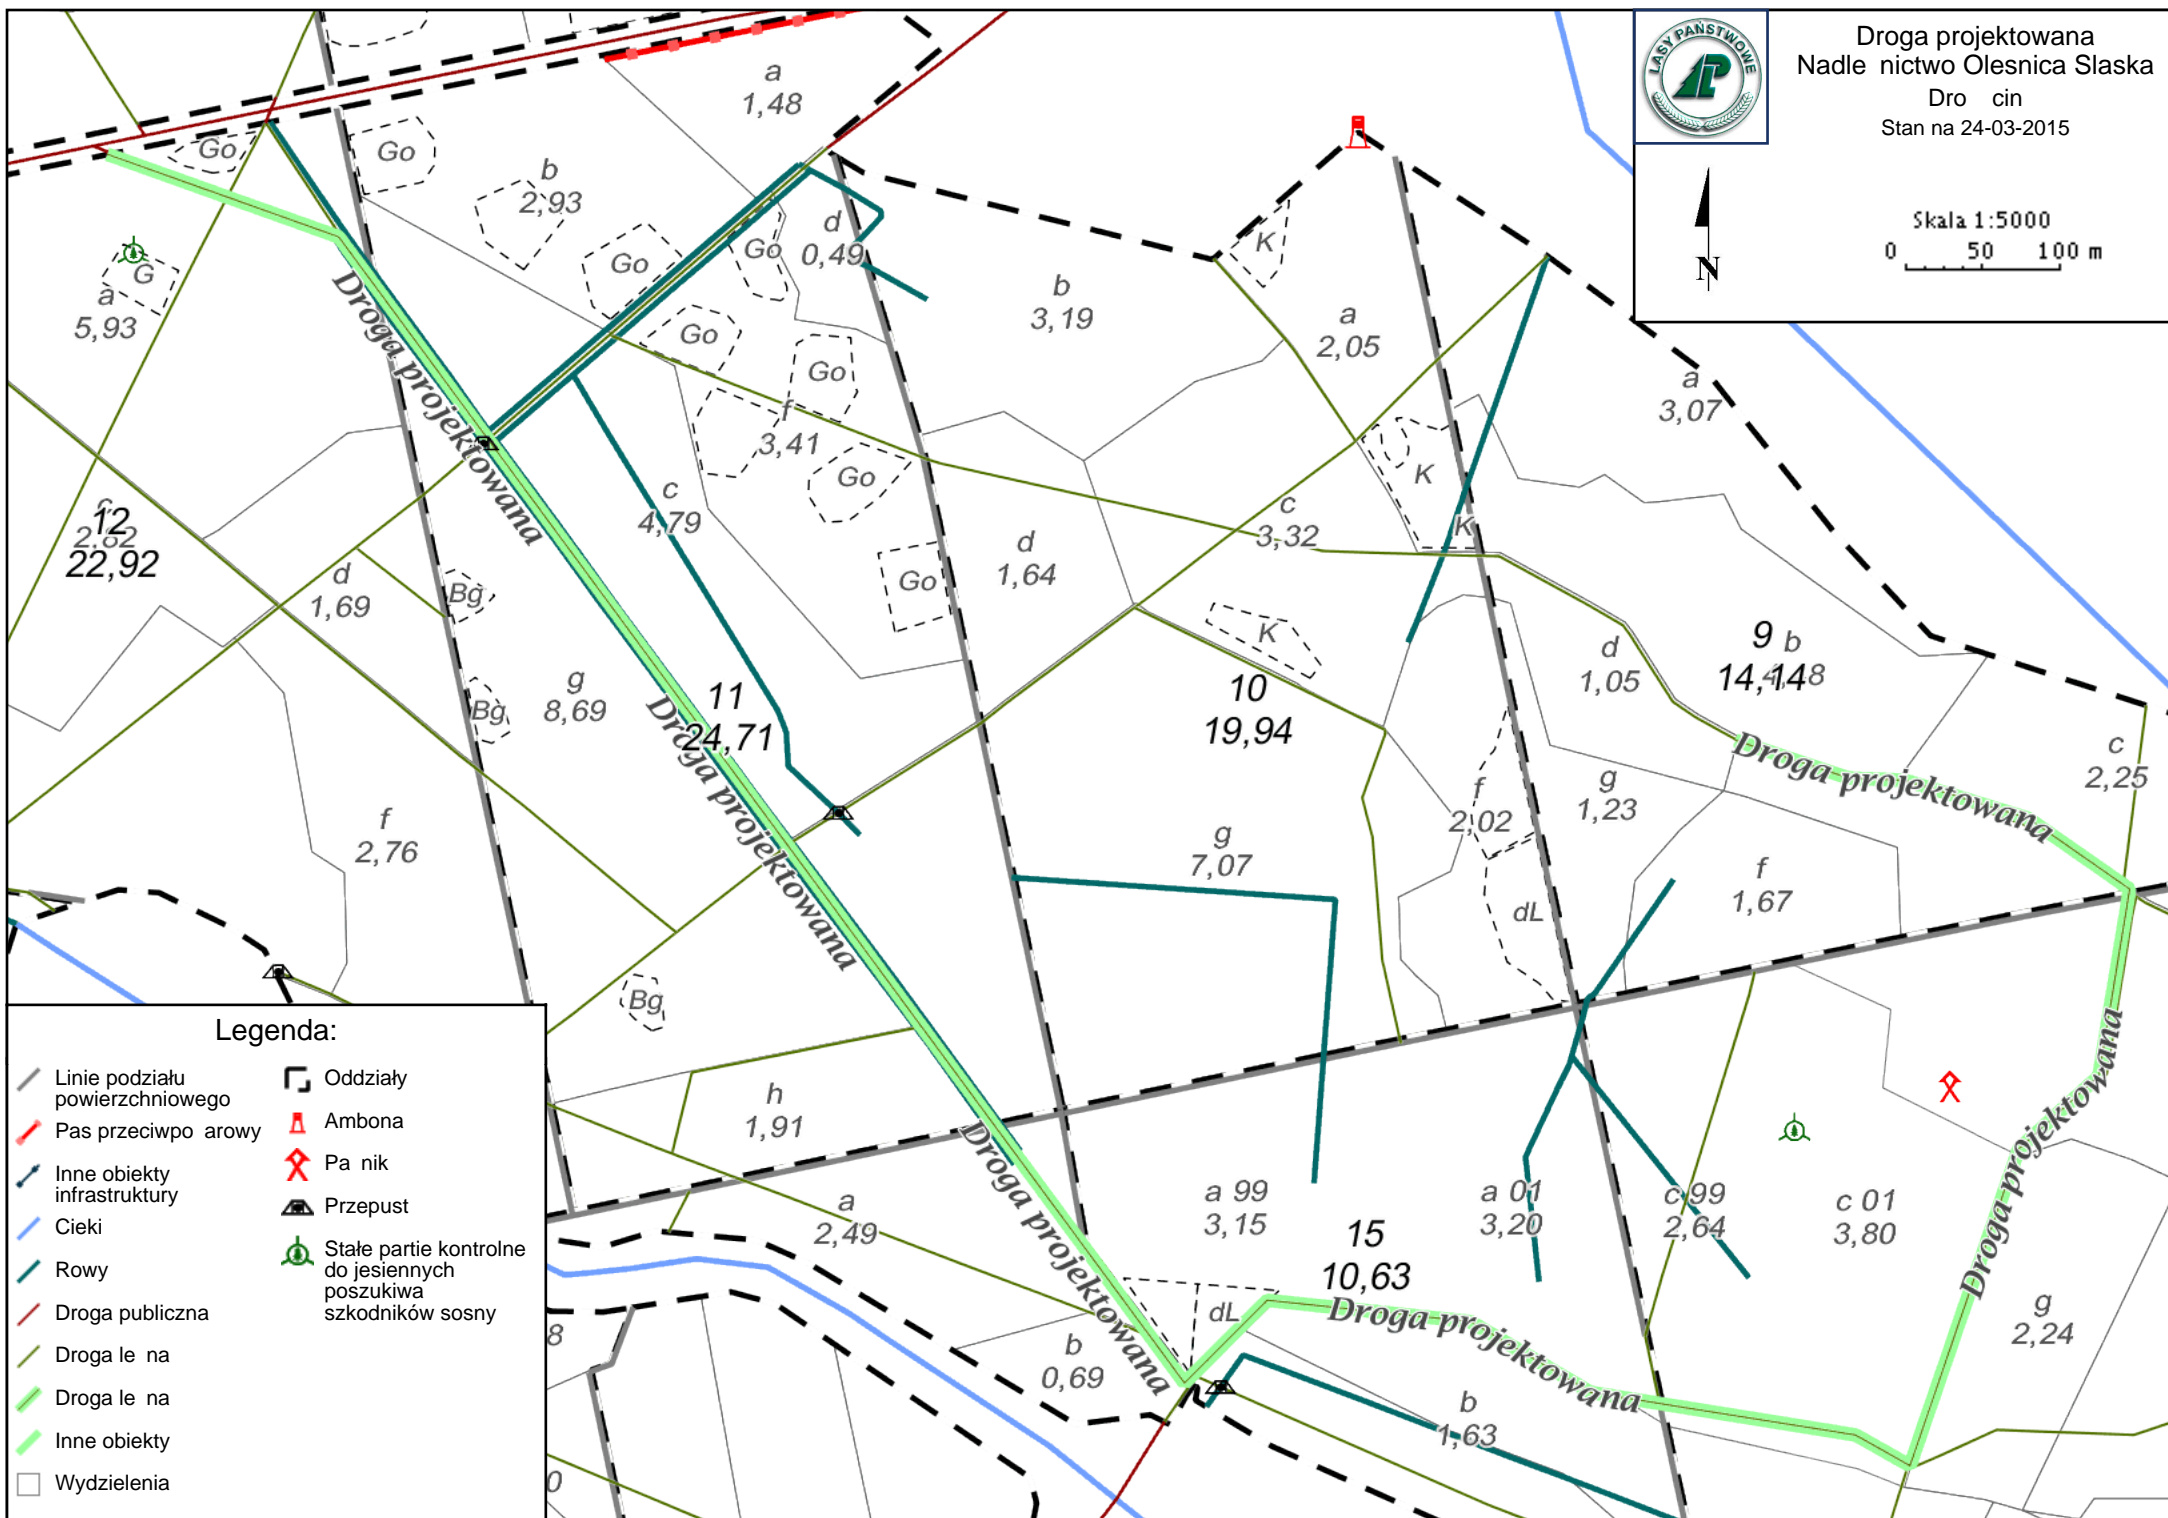 LASY PAŃSTWOWE
Droga projektowana
Nadle nictwo Olesnica Slaska
Dro cin
Stan na 24-03-2015
N
Skala 1:5000
0 50 100 m
a
1,48
Go
Go
b
2,93
Go
Go
d
0,49
K
G
a
5,93
b
3,19
a
2,05
a
3,07
Go
Go
f
3,41
Go
K
K
c
4,79
c
3,32
12
22,92
d
1,69
Bg
d
1,64
Go
K
d
1,05
9
14,14
b
g
8,69
Bg
11
24,71
10
19,94
c
2,25
f
2,76
g
7,07
f
2,02
g
1,23
f
1,67
dL
Bg
h
1,91
a
2,49
a 99
3,15
15
10,63
a 01
3,20
c 99
2,64
c 01
3,80
g
2,24
dL
b
0,69
b
1,63
8
0
Droga projektowana
Droga projektowana
Droga projektowana
Droga projektowana
Droga projektowana
Droga projektowana
Droga projektowana
Legenda:
Linie podziału
powierzchniowego
Pas przeciwpo arowy
Inne obiekty
infrastruktury
Cieki
Rowy
Droga publiczna
Droga le na
Droga le na
Inne obiekty
Wydzielenia
Oddziały
Ambona
Pa nik
Przepust
Stałe partie kontrolne
do jesiennych
poszukiwa
szkodników sosny